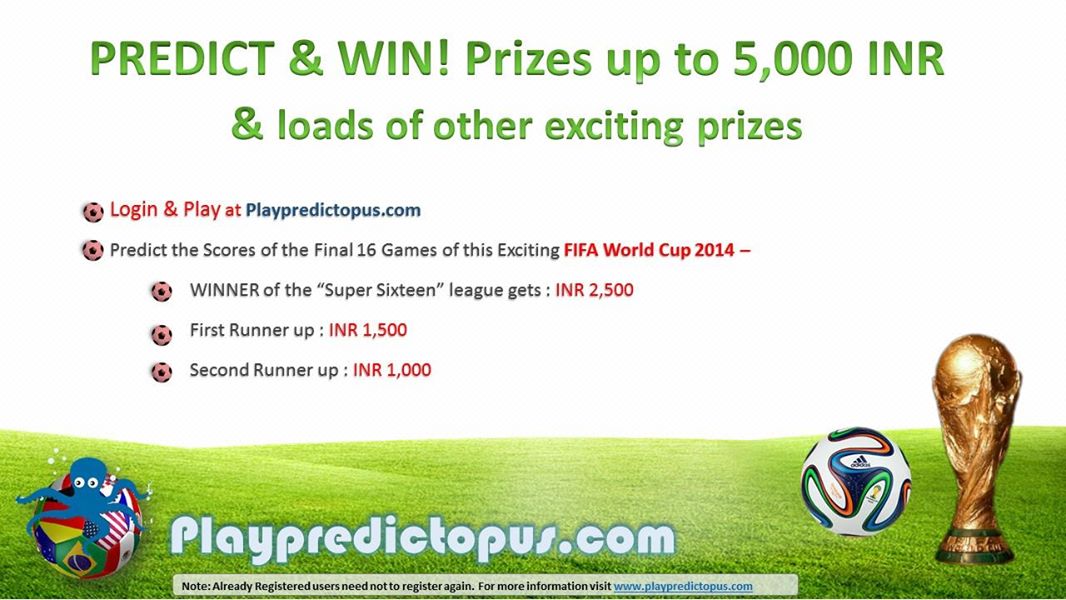 PREDICT & WIN! Prizes up to 5,000 INR
& loads of other exciting prizes
Login & Play at Playpredictopus.com
Predict the Scores of the Final 16 Games of this Exciting FIFA World Cup 2014 –
WINNER of the “Super Sixteen” league gets : INR 2,500
First Runner up : INR 1,500
Second Runner up : INR 1,000
adidas
Playpredictopus.com
Note: Already Registered users need not to register again. For more information visit www.playpredictopus.com